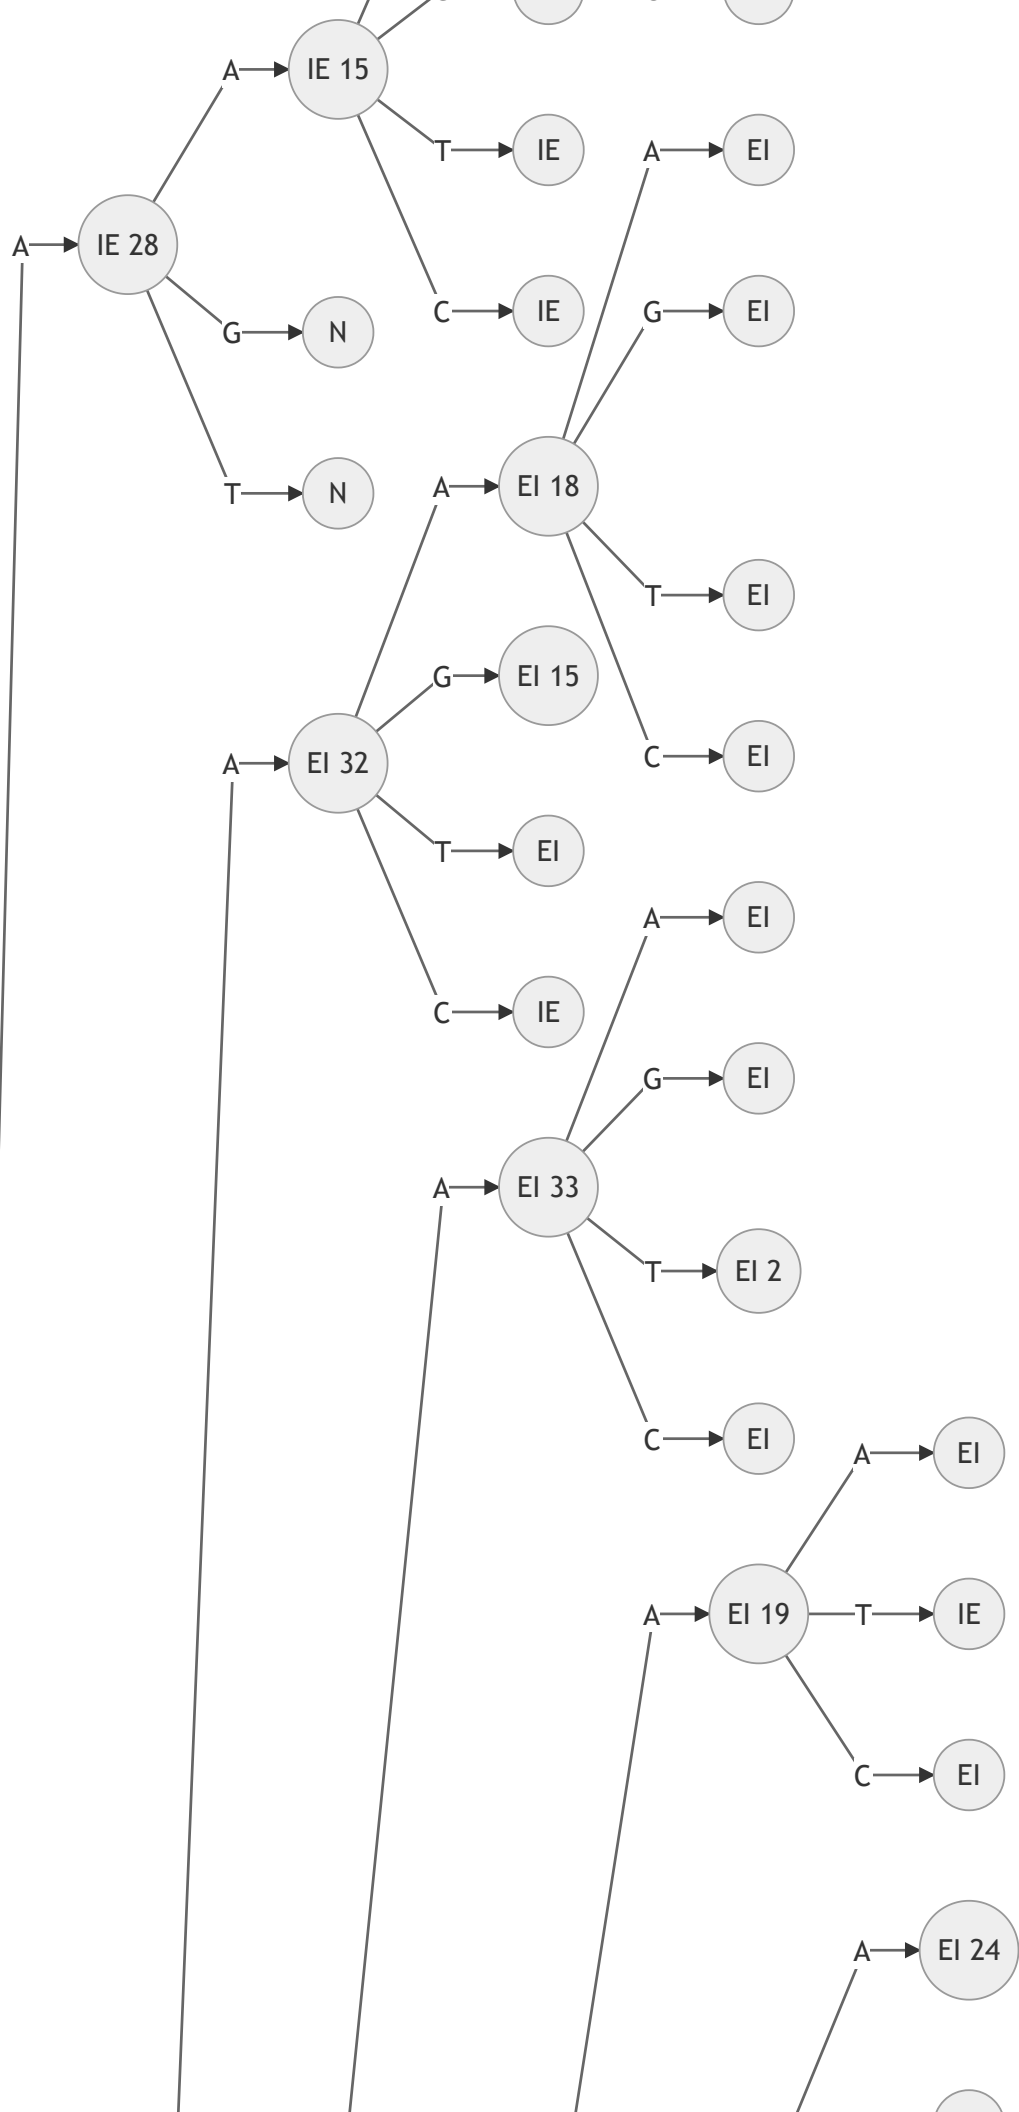 A IE 15
T IE A EI
A IE 28
G N C IE G EI
T N A EI 18
T EI
G EI 15
A EI 32 C EI
T EI
A EI
C IE
G EI
A EI 33
T EI 2
C EI A EI
A EI 19 T IE
C EI
A EI 24